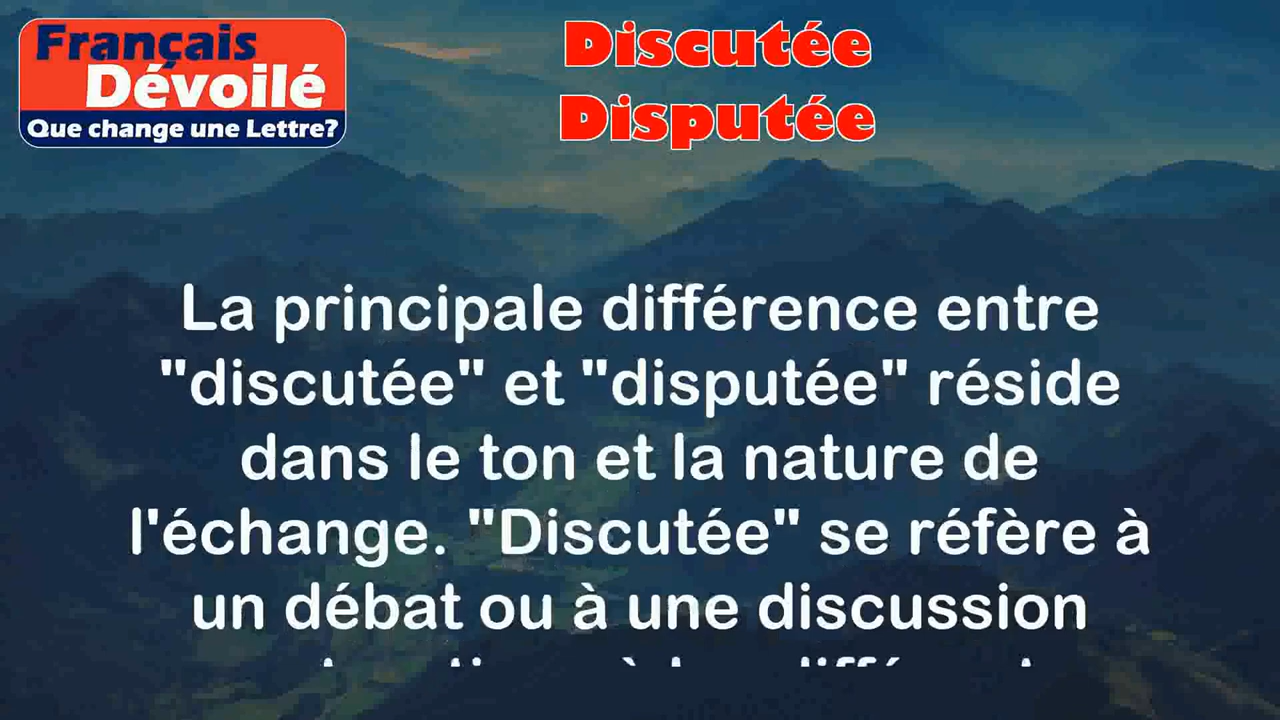 Français
Dévoilé
Que change une Lettre?
Discutée
Disputée
La principale différence entre
"discutée" et "disputée" réside
dans le ton et la nature de
l'échange. "Discutée" se réfère à
un débat ou à une discussion